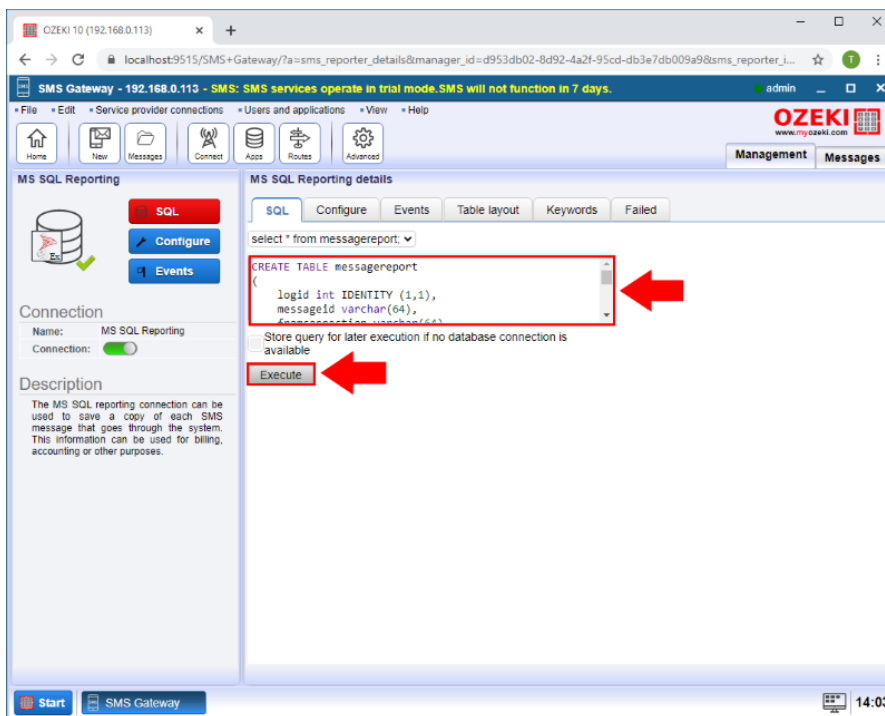 OZEKI 10 (192.168.0.113)
localhost:9515/SMS+Gateway/?a=sms_reporter_details&manager_id=d953db02-8d92-4a2f-95cd-db3e7db009a9&sms_reporter_i...
T
SMS Gateway - 192.168.0.113 - SMS: SMS services operate in trial mode.SMS will not function in 7 days.
admin
File Edit Service provider connections Users and applications View Help
OZEKI
www.myozeki.com
Home New Messages Connect Apps Routes Advanced
Management Messages
MS SQL Reporting
SQL
Configure
Events
Ex
Connection
Name: MS SQL Reporting
Connection:
Description
The MS SQL reporting connection can be
used to save a copy of each SMS
message that goes through the system.
This information can be used for billing,
accounting or other purposes.
MS SQL Reporting details
SQL Configure Events Table layout Keywords Failed
select * from messagereport;
CREATE TABLE messagereport
(
logid int IDENTITY (1,1),
messageid varchar(64),
fromconnection varchar(64)
Store query for later execution if no database connection is
available
Execute
Start SMS Gateway
14:03